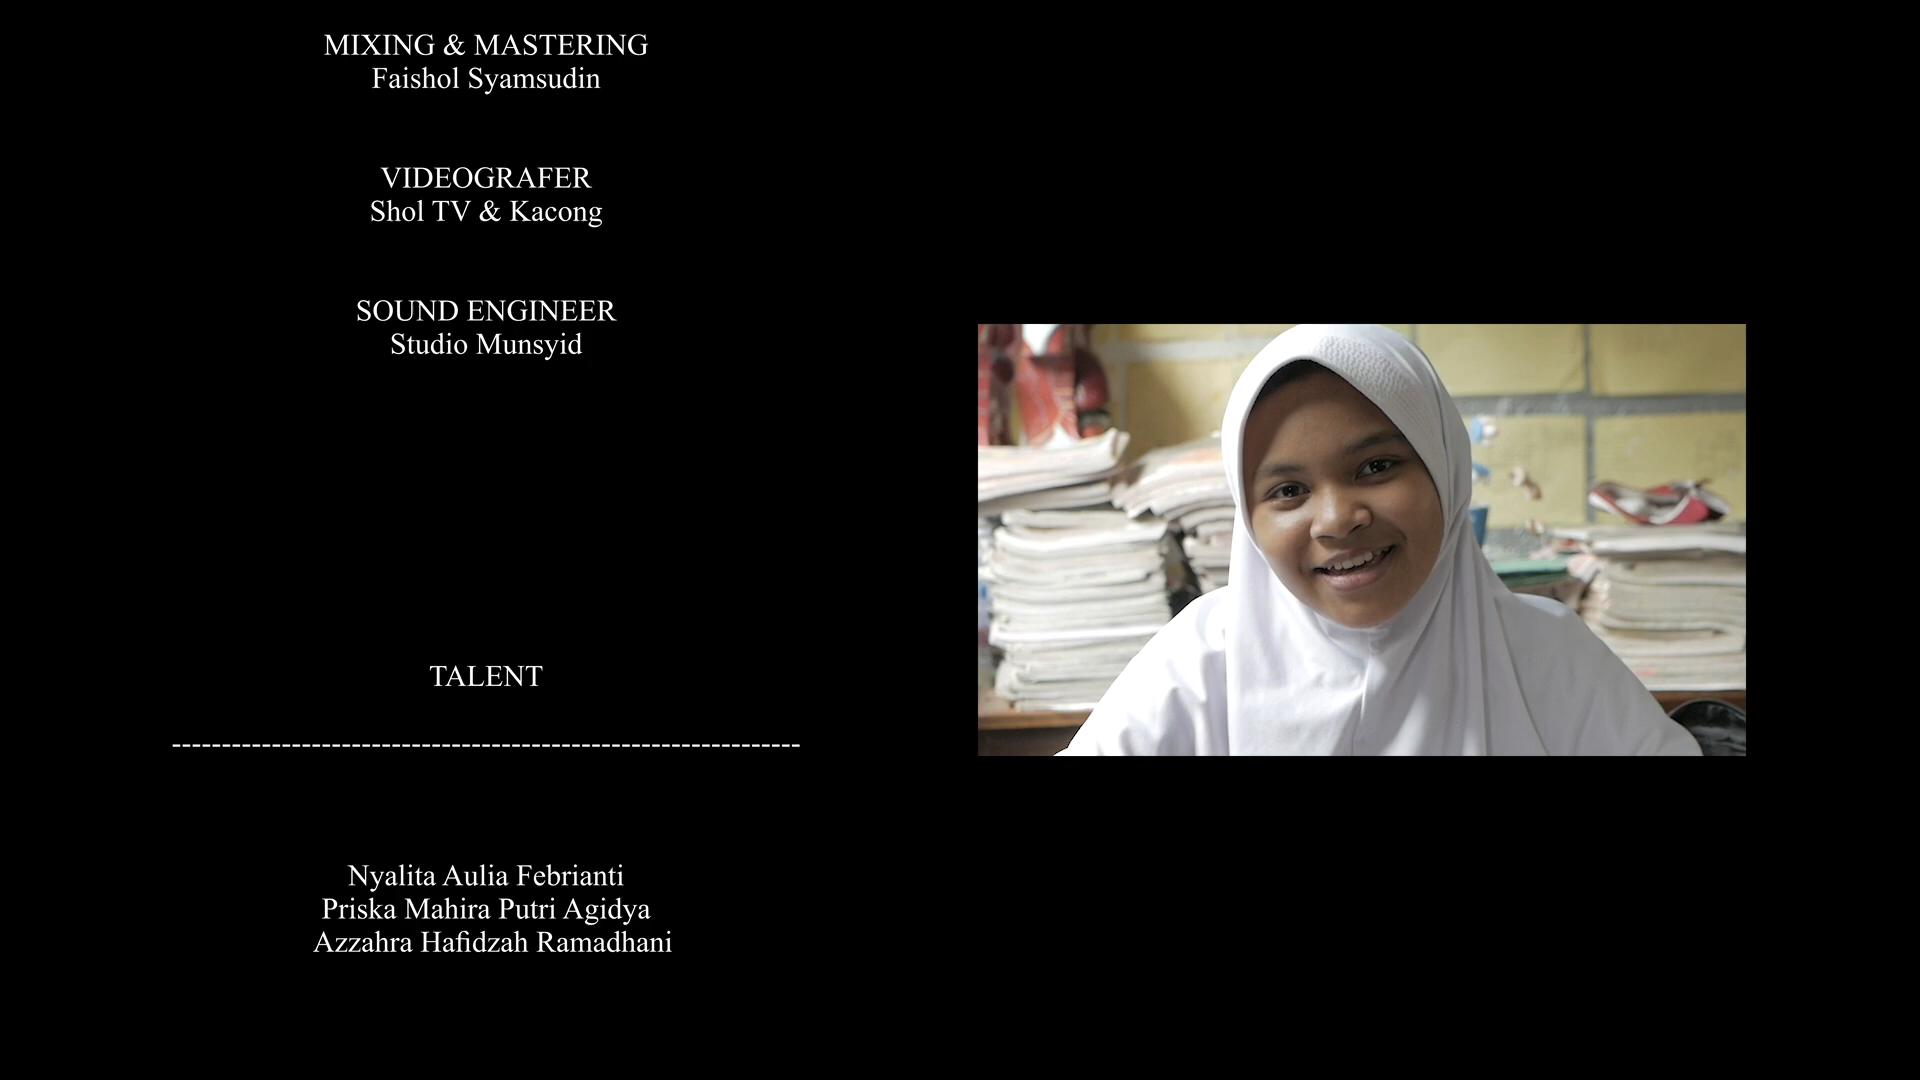 MIXING & MASTERING
Faishol Syamsudin
VIDEOGRAFER
Shol TV & Kacong
SOUND ENGINEER
Studio Munsyid
TALENT
---------------------------------------------------------------
Nyalita Aulia Febrianti
Priska Mahira Putri Agidya
Azzahra Hafidzah Ramadhani